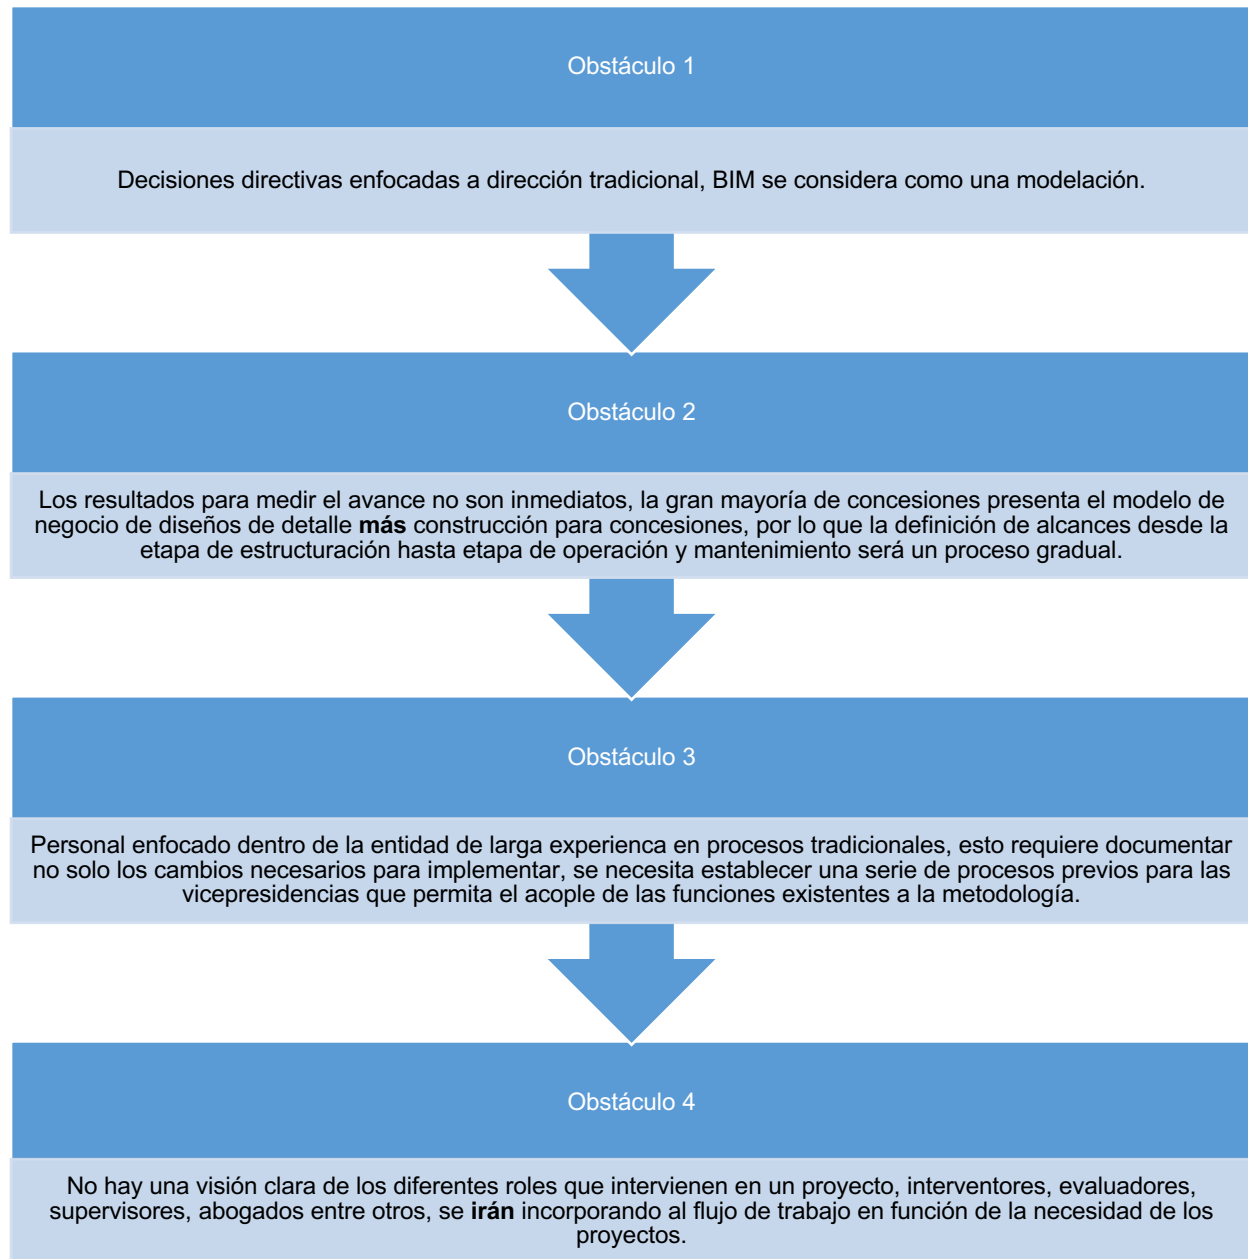 Obstáculo 1
Decisiones directivas enfocadas a dirección tradicional, BIM se considera como una modelación.
Obstáculo 2
Los resultados para medir el avance no son inmediatos, la gran mayoría de concesiones presenta el modelo de
negocio de diseños de detalle más construcción para concesiones, por lo que la definición de alcances desde la
etapa de estructuración hasta etapa de operación y mantenimiento será un proceso gradual.
Obstáculo 3
Personal enfocado dentro de la entidad de larga experienca en procesos tradicionales, esto requiere documentar
no solo los cambios necesarios para implementar, se necesita establecer una serie de procesos previos para las
vicepresidencias que permita el acople de las funciones existentes a la metodología.
Obstáculo 4
No hay una visión clara de los diferentes roles que intervienen en un proyecto, interventores, evaluadores,
supervisores, abogados entre otros, se irán incorporando al flujo de trabajo en función de la necesidad de los
proyectos.